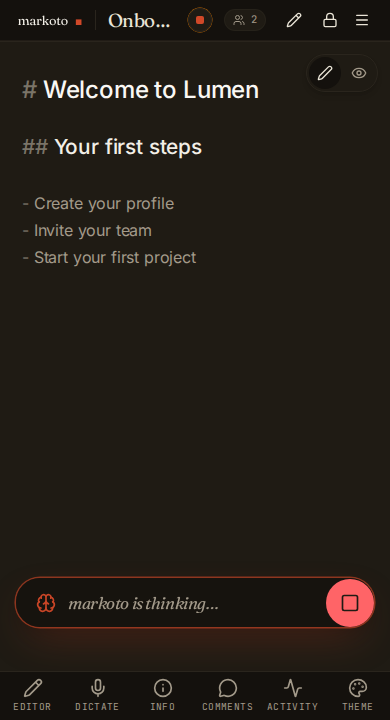 markoto
Onbo...
2
# Welcome to Lumen
## Your first steps
- Create your profile
- Invite your team
- Start your first project
markoto is thinking...
EDITOR
DICTATE
INFO
COMMENTS
ACTIVITY
THEME